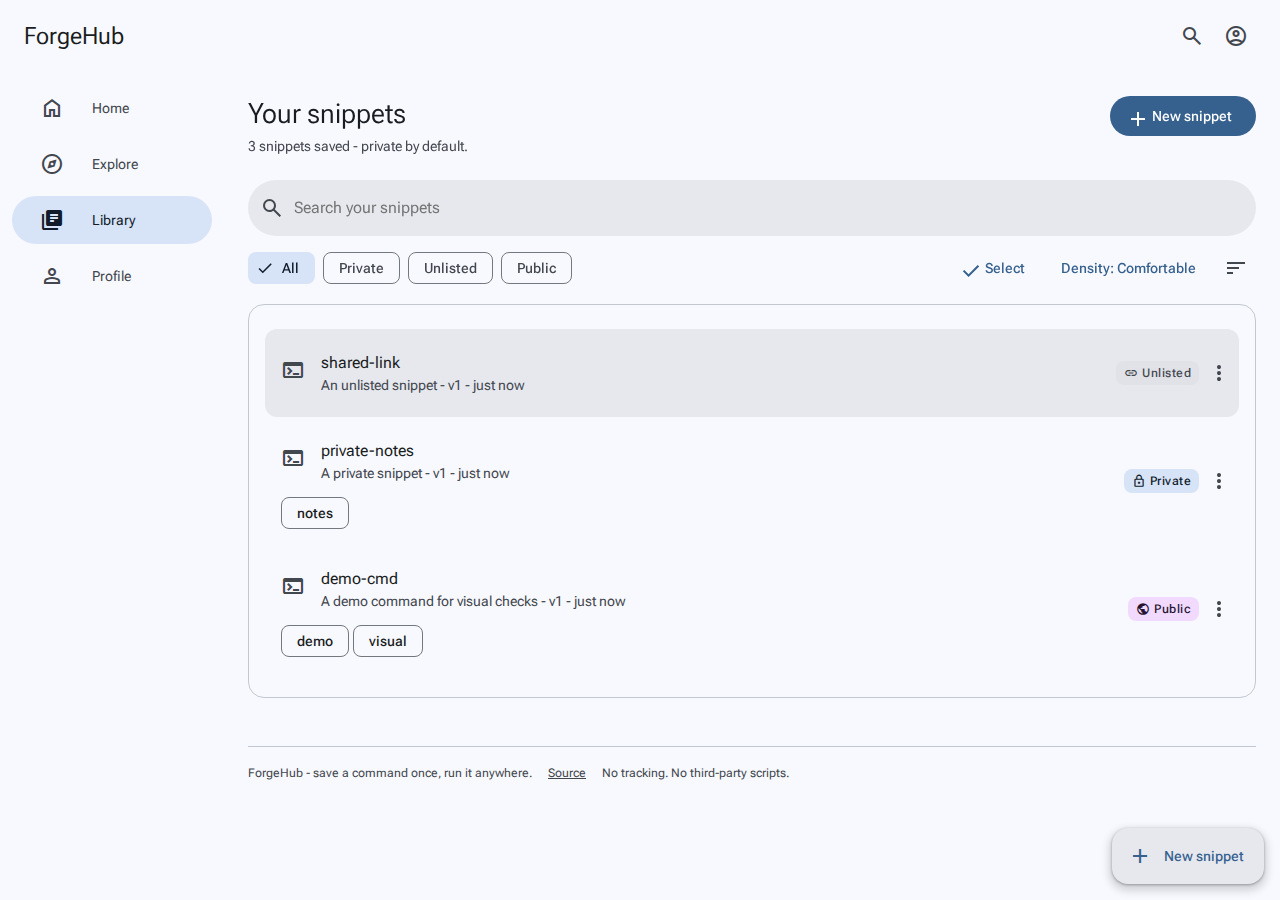 ForgeHub
Home
Explore
Library
Profile
Your snippets
3 snippets saved - private by default.
New snippet
Search your snippets
All
Private
Unlisted
Public
Select
Density: Comfortable
shared-link
An unlisted snippet - v1 - just now
Unlisted
private-notes
A private snippet - v1 - just now
Private
notes
demo-cmd
A demo command for visual checks - v1 - just now
Public
demo
visual
ForgeHub - save a command once, run it anywhere. Source No tracking. No third-party scripts.
New snippet